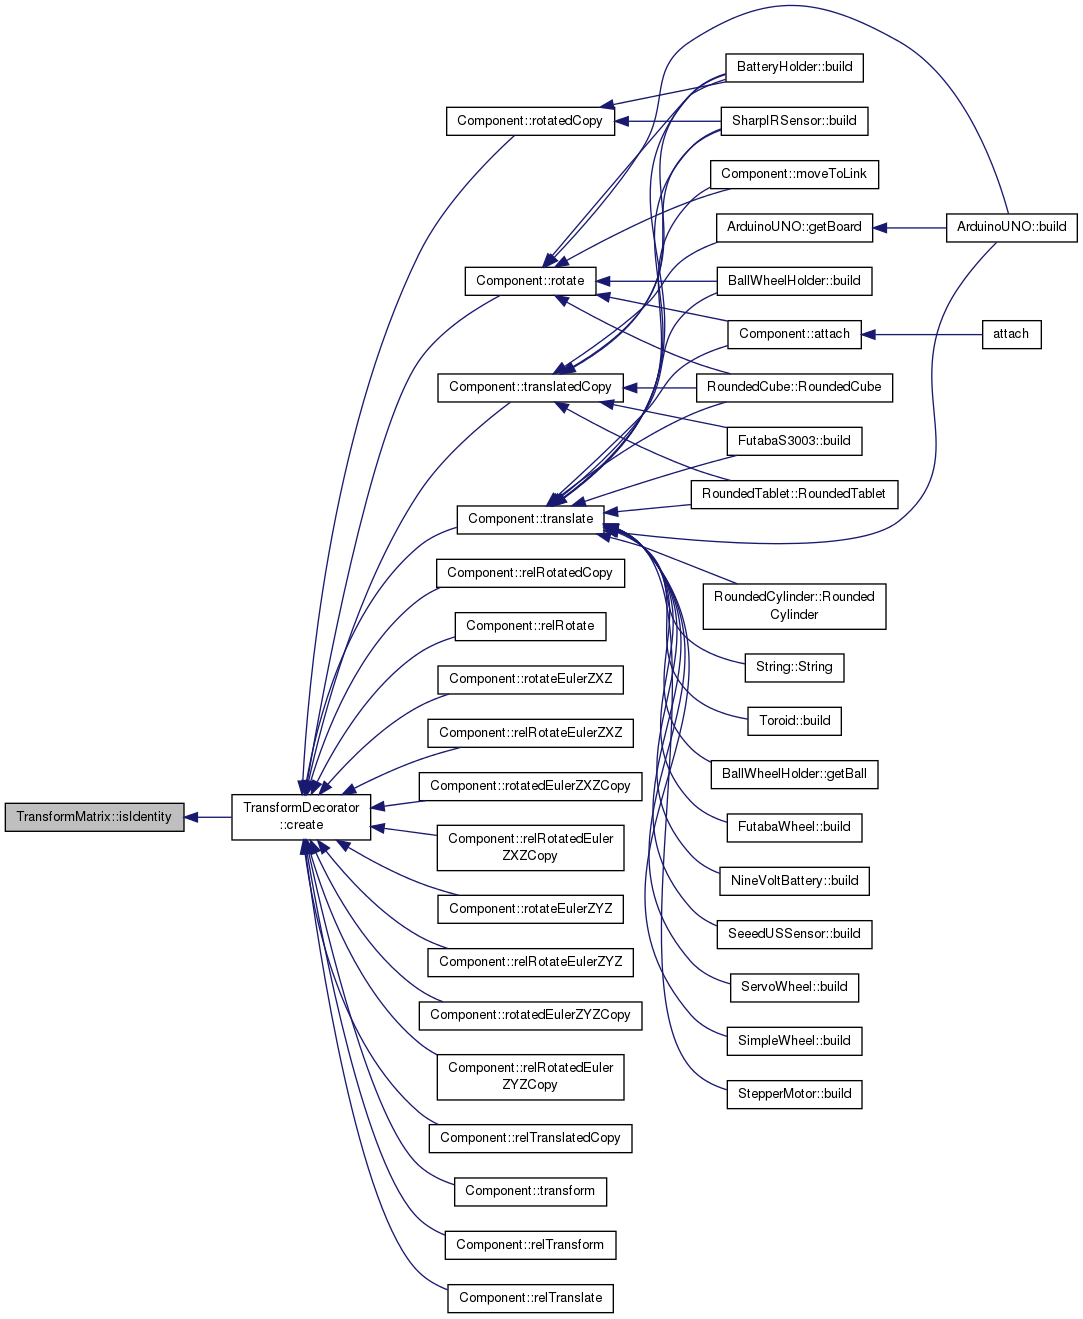 TransformMatrix::isIdentity
TransformDecorator
::create
Component::rotatedCopy
Component::rotate
Component::translatedCopy
Component::translate
Component::relRotatedCopy
Component::relRotate
Component::rotateEulerZXZ
Component::relRotateEulerZXZ
Component::rotatedEulerZXZCopy
Component::relRotatedEuler
ZXZCopy
Component::rotateEulerZYZ
Component::relRotateEulerZYZ
Component::rotatedEulerZYZCopy
Component::relRotatedEuler
ZYZCopy
Component::relTranslatedCopy
Component::transform
Component::relTransform
Component::relTranslate
BatteryHolder::build
SharpIRSensor::build
Component::moveToLink
ArduinoUNO::getBoard
BallWheelHolder::build
Component::attach
RoundedCube::RoundedCube
FutabaS3003::build
RoundedTablet::RoundedTablet
RoundedCylinder::Rounded
Cylinder
String::String
Toroid::build
BallWheelHolder::getBall
FutabaWheel::build
NineVoltBattery::build
SeeedUSSensor::build
ServoWheel::build
SimpleWheel::build
StepperMotor::build
ArduinoUNO::build
attach